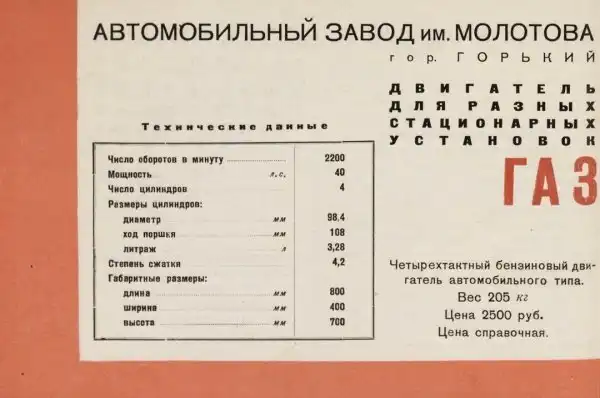 АВТОМОБИЛЬНЫЙ ЗАВОД им. МОЛОТОВА
гор. ГОРЬКИЙ
ДВИГАТЕЛЬ
ДЛЯ РАЗНЫХ
СТАЦИОНАРНЫХ
УСТАНОВОК
ГАЗ
Технические данные
Число оборотов в минуту 2200
Мощность л.с. 40
Число цилиндров 4
Размеры цилиндров:
диаметр мм 98,4
ход поршня мм 108
литраж л 3,28
Степень сжатия 4,2
Габаритные размеры:
длина мм 800
ширина мм 400
высота мм 700
Четырехтактный бензиновый дви-
гатель автомобильного типа.
Вес 205 кг
Цена 2500 руб.
Цена справочная.